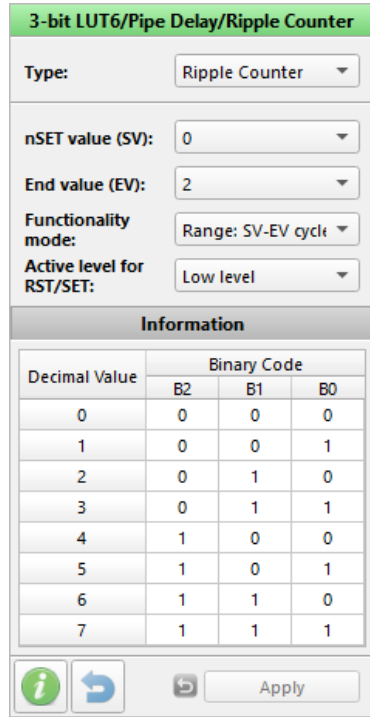 3-bit LUT6/Pipe Delay/Ripple Counter
Type: Ripple Counter
nSET value (SV): 0
End value (EV): 2
Functionality mode: Range: SV-EV cycle
Active level for RST/SET: Low level
Information
Decimal Value Binary Code
B2 B1 B0
0 0 0 0
1 0 0 1
2 0 1 0
3 0 1 1
4 1 0 0
5 1 0 1
6 1 1 0
7 1 1 1
i Apply